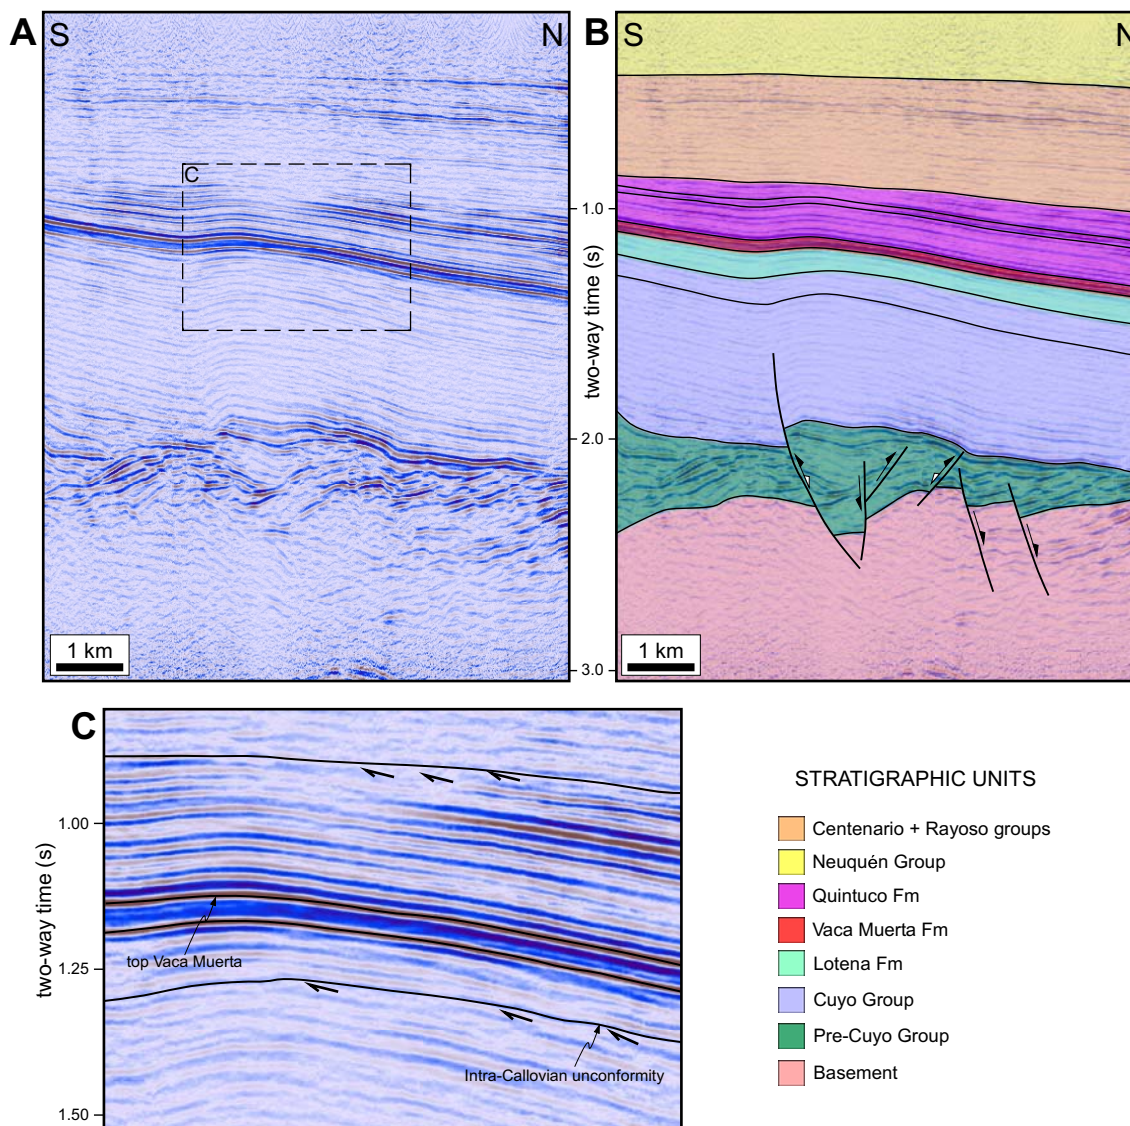 A
S
N
C
1 km
B
S
N
two-way time (s)
1.0
2.0
3.0
1 km
C
two-way time (s)
1.00
1.25
1.50
top Vaca Muerta
Intra-Callovian unconformity
STRATIGRAPHIC UNITS
Centenario + Rayoso groups
Neuquén Group
Quintuco Fm
Vaca Muerta Fm
Lotena Fm
Cuyo Group
Pre-Cuyo Group
Basement